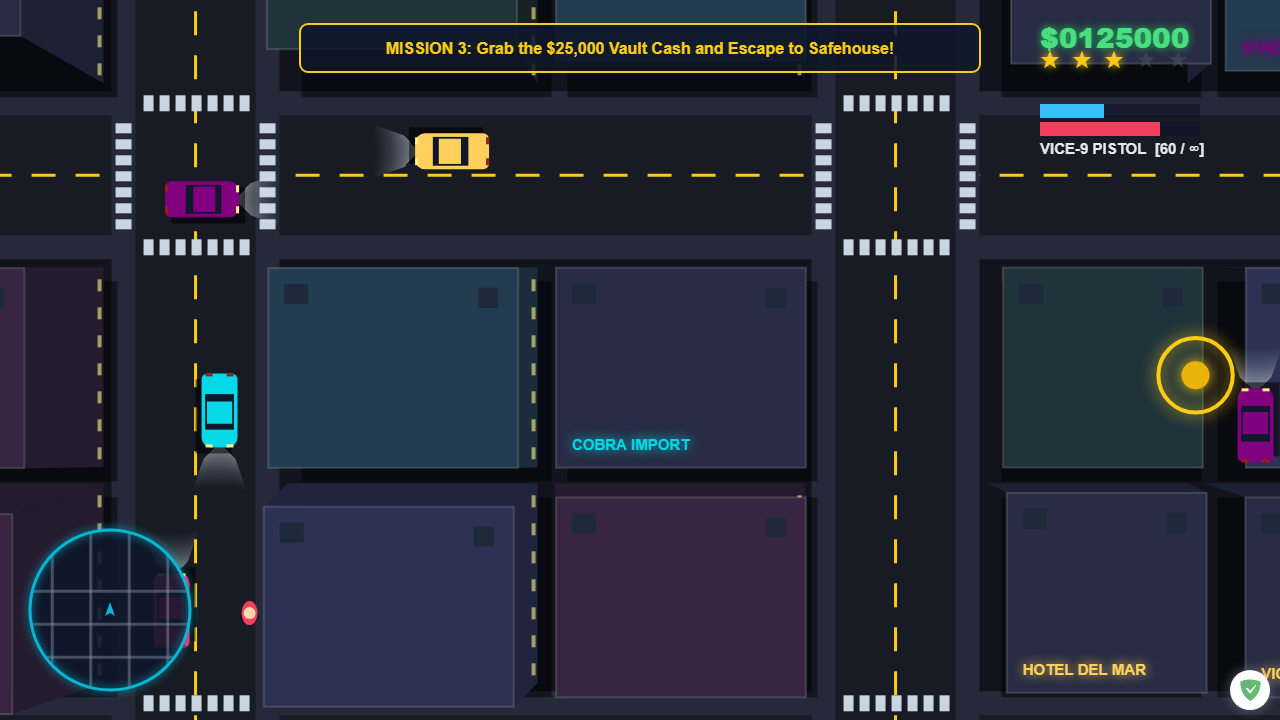 MISSION 3: Grab the $25,000 Vault Cash and Escape to Safehouse!
$0125000
VICE-9 PISTOL [60 / ∞]
COBRA IMPORT
HOTEL DEL MAR